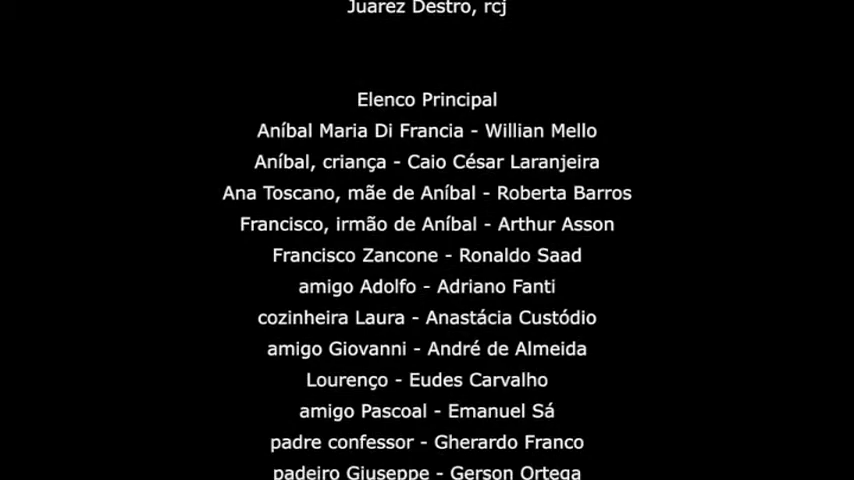 Juarez Destro, rcj
Elenco Principal
Aníbal Maria Di Francia - Willian Mello
Aníbal, criança - Caio César Laranjeira
Ana Toscano, mãe de Aníbal - Roberta Barros
Francisco, irmão de Aníbal - Arthur Asson
Francisco Zancone - Ronaldo Saad
amigo Adolfo - Adriano Fanti
cozinheira Laura - Anastácia Custódio
amigo Giovanni - André de Almeida
Lourenço - Eudes Carvalho
amigo Pascoal - Emanuel Sá
padre confessor - Gherardo Franco
padeiro Giuseppe - Gerson Ortega